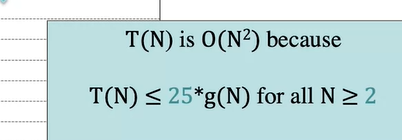 T(N) is O(N²) because
T(N) ≤ 25*g(N) for all N ≥ 2